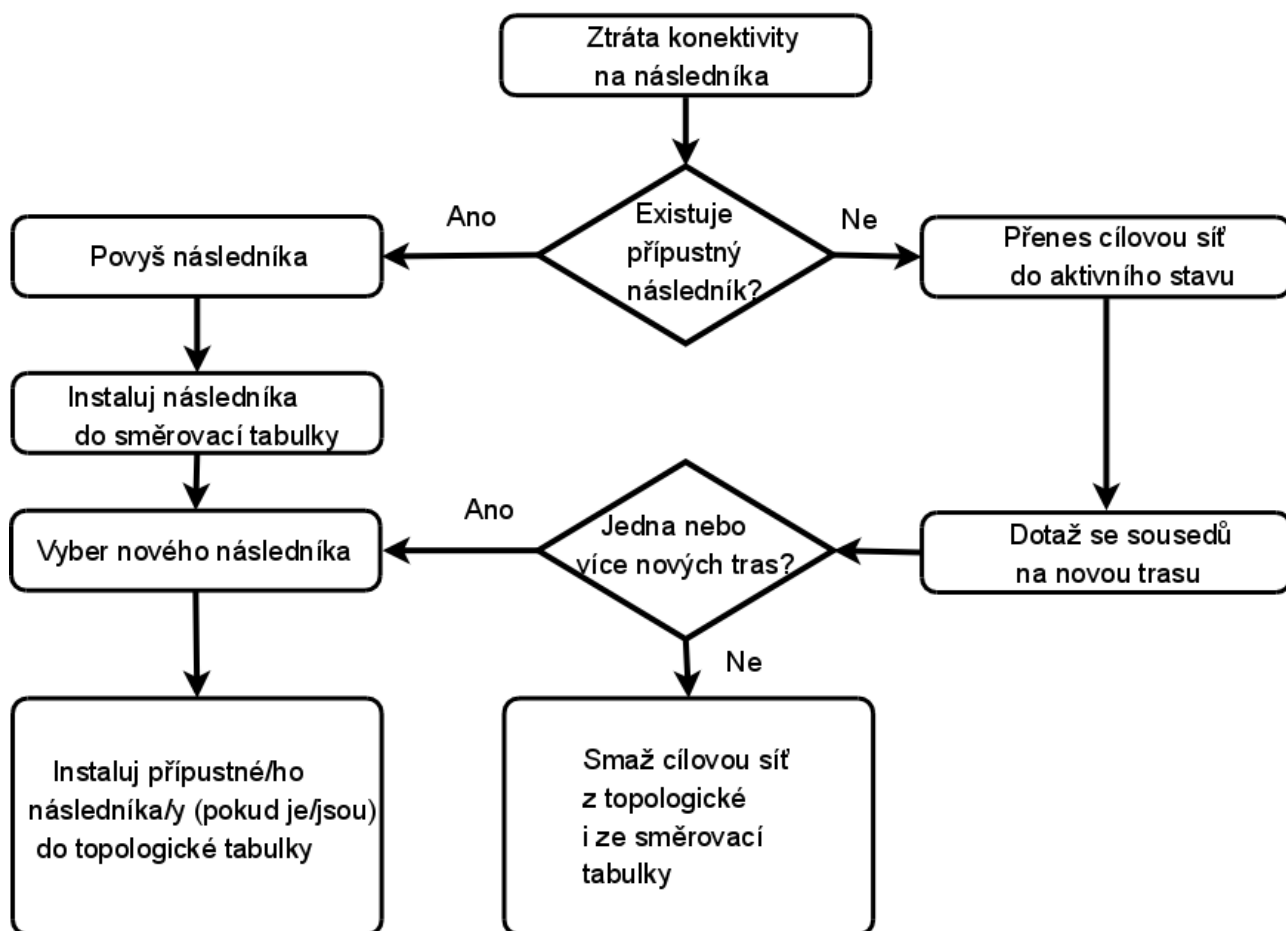 Ztráta konektivity
na následníka
Ano
Existuje
přípustný
následník?
Ne
Povyš následníka
Přenes cílovou síť
do aktivního stavu
Instaluj následníka
do směrovací tabulky
Vyber nového následníka
Ano
Jedna nebo
více nových tras?
Dotaž se sousedů
na novou trasu
Ne
Instaluj přípustné/ho
následníka/y (pokud je/jsou)
do topologické tabulky
Smaž cílovou síť
z topologické
i ze směrovací
tabulky